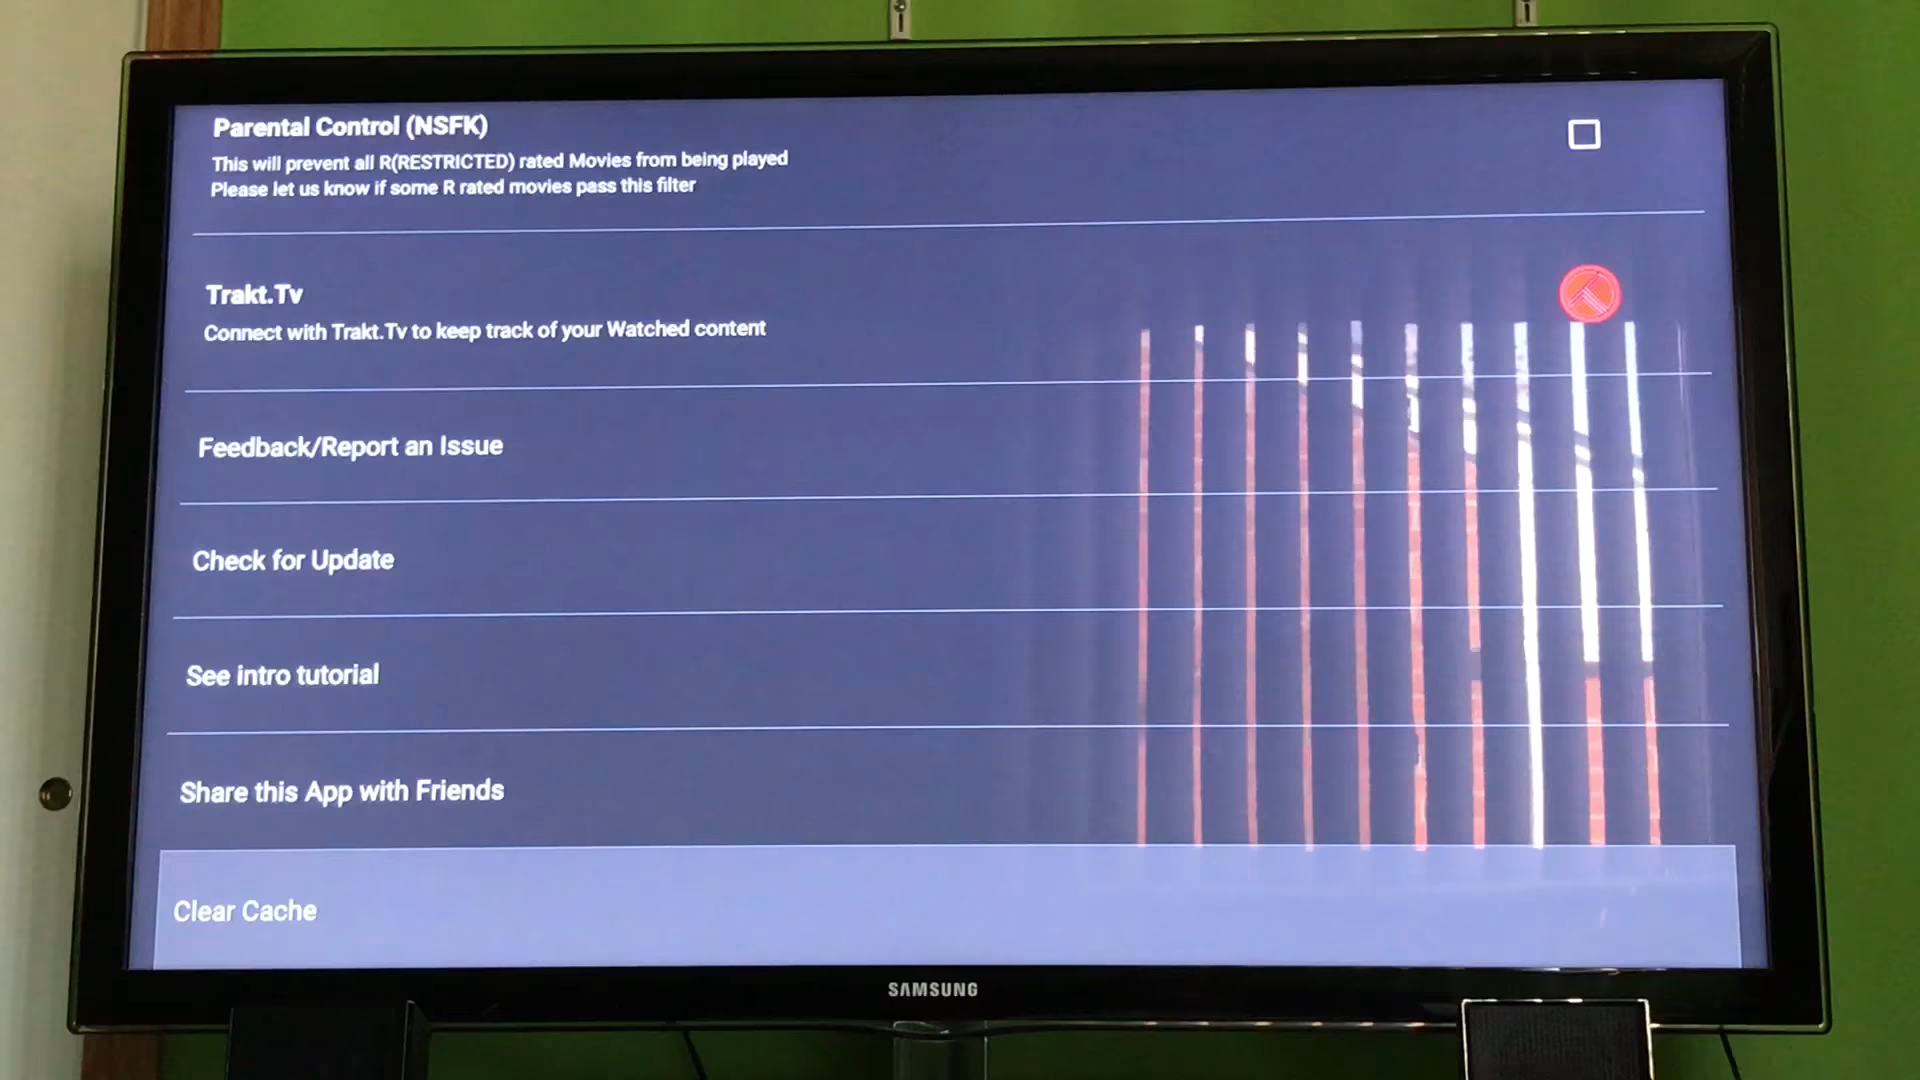 Parental Control (NSFK)
This will prevent all R(RESTRICTED) rated Movies from being played
Please let us know if some R rated movies pass this filter
Trakt.Tv
Connect with Trakt.Tv to keep track of your Watched content
Feedback/Report an Issue
Check for Update
See intro tutorial
Share this App with Friends
Clear Cache
SAMSUNG